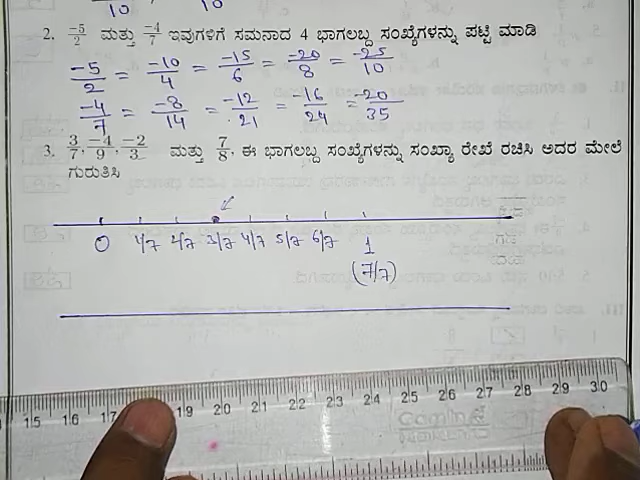 10 10
2. -5/2 ಮತ್ತು -4/7 ಇವುಗಳಿಗೆ ಸಮನಾದ 4 ಭಾಗಲಬ್ಧ ಸಂಖ್ಯೆಗಳನ್ನು ಪಟ್ಟಿ ಮಾಡಿ
-5/2 = -10/4 = -15/6 = -20/8 = -25/10
-4/7 = -8/14 = -12/21 = -16/24 = -20/35
3. 3/7, -4/9, -2/3 ಮತ್ತು 7/8, ಈ ಭಾಗಲಬ್ಧ ಸಂಖ್ಯೆಗಳನ್ನು ಸಂಖ್ಯಾ ರೇಖೆ ರಚಿಸಿ ಅದರ ಮೇಲೆ
ಗುರುತಿಸಿ
0 1/7 2/7 3/7 4/7 5/7 6/7 1
(7/7)
15 16 17 19 20 21 22 23 24 25 26 27 28 29 30